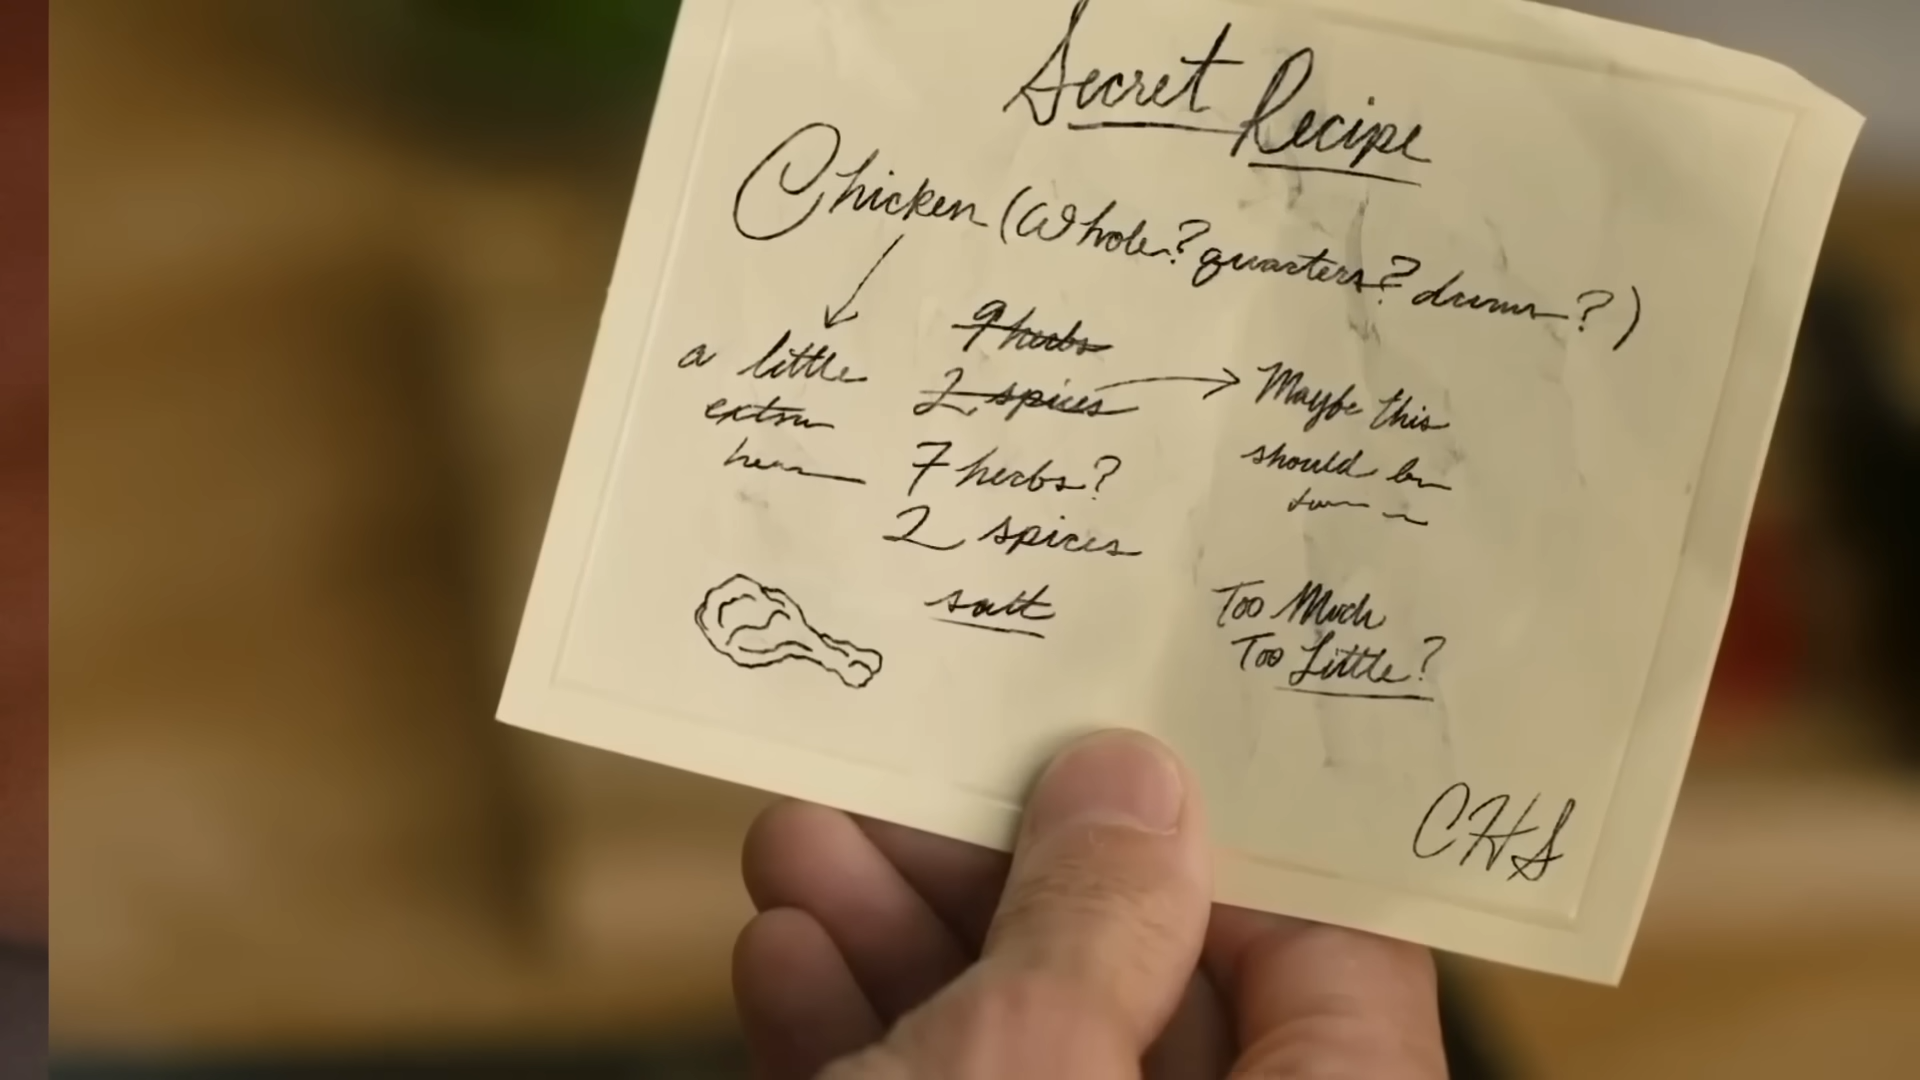 Secret Recipe
Chicken (Whole? quarters? drums?)
9 herbs
2 spices
a little
extra
7 herbs?
2 spices
salt
Maybe this
should be
Too Much
Too Little?
CHS